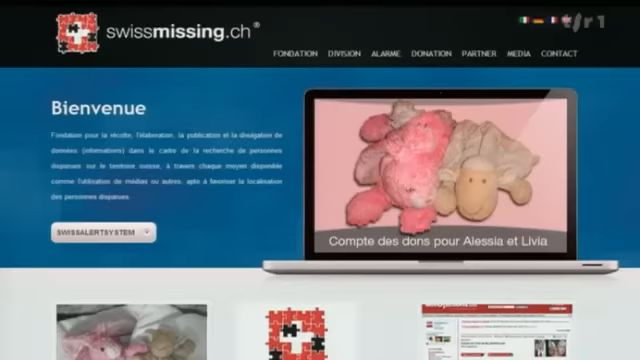 swissmissing.ch®
tsr1
FONDATION DIVISION ALARME DONATION PARTNER MEDIA CONTACT
Bienvenue
Fondation pour la récolte, l'élaboration, la publication et la divulgation de
données (informations) dans le cadre de la recherche de personnes
disparues sur le territoire suisse, à travers chaque moyen disponible
comme l'utilication de médias ou autres, apte à favoriser la localisation
des personnes disparues.
SWISSALERTSYSTEM
Compte des dons pour Alessia et Livia